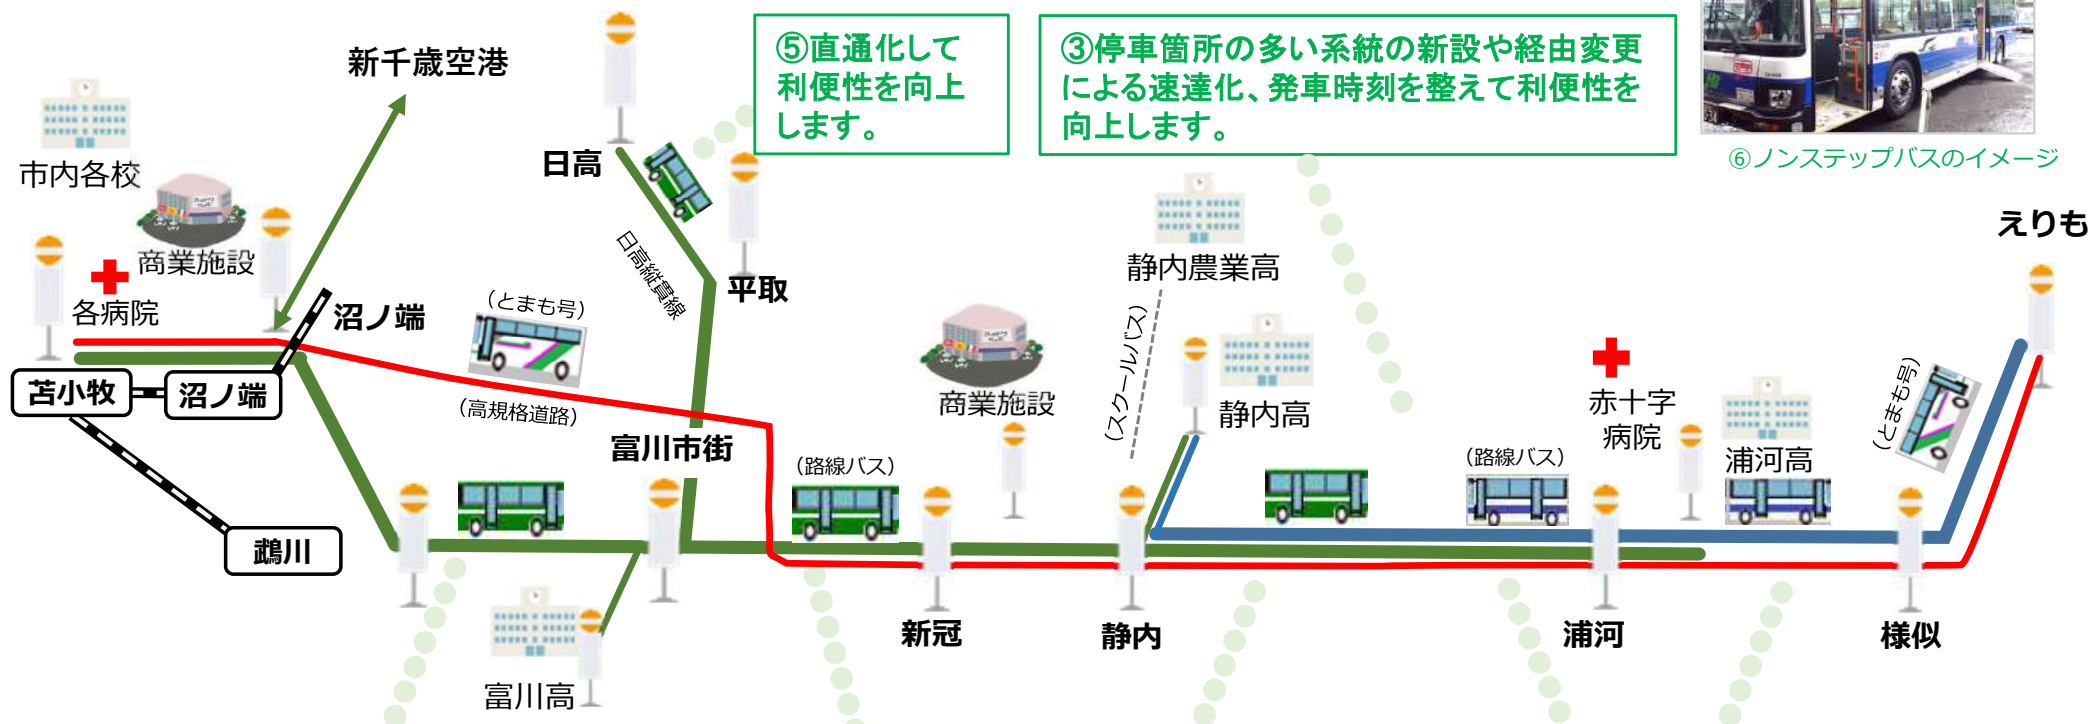 ⑤直通化して
利便性を向上
します。
③停車箇所の多い系統の新設や経由変更
による速達化、発車時刻を整えて利便性を
向上します。
⑥ノンステップバスのイメージ
新千歳空港
市内各校
商業施設
各病院
日高
平取
日高縦貫線
沼ノ端
(とまも号)
(高規格道路)
苫小牧
沼ノ端
鵡川
富川市街
富川高
(路線バス)
商業施設
新冠
静内農業高
(スクールバス)
静内高
静内
(路線バス)
赤十字
病院
浦河高
浦河
(とまも号)
様似
えりも